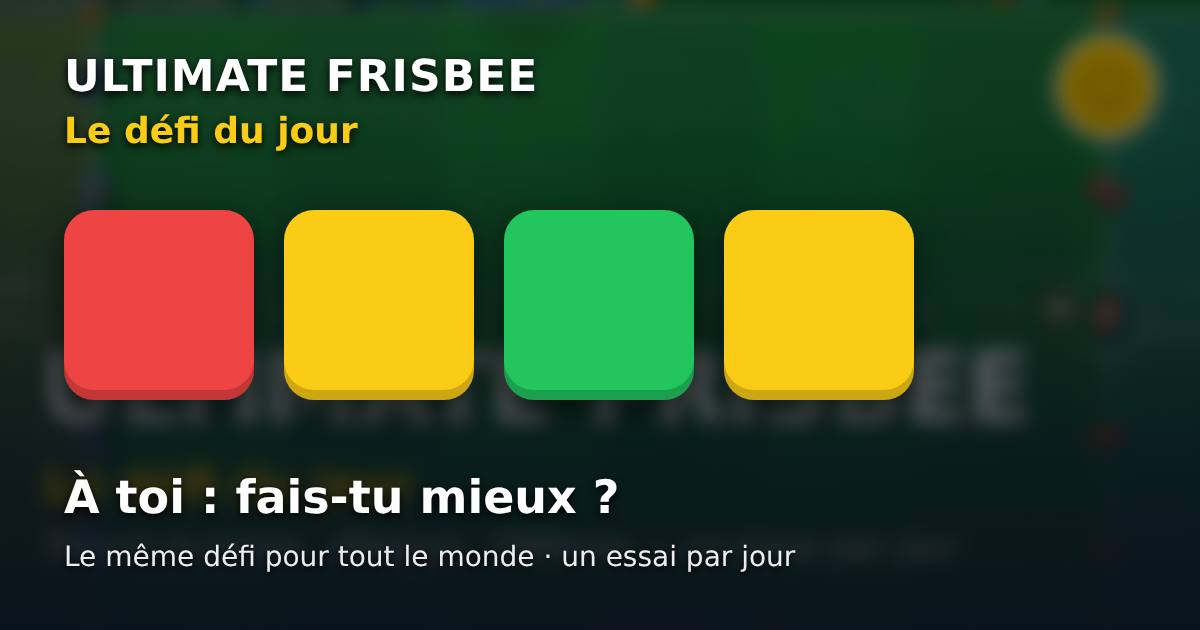 ULTIMATE FRISBEE
Le défi du jour
À toi : fais-tu mieux ?
Le même défi pour tout le monde · un essai par jour